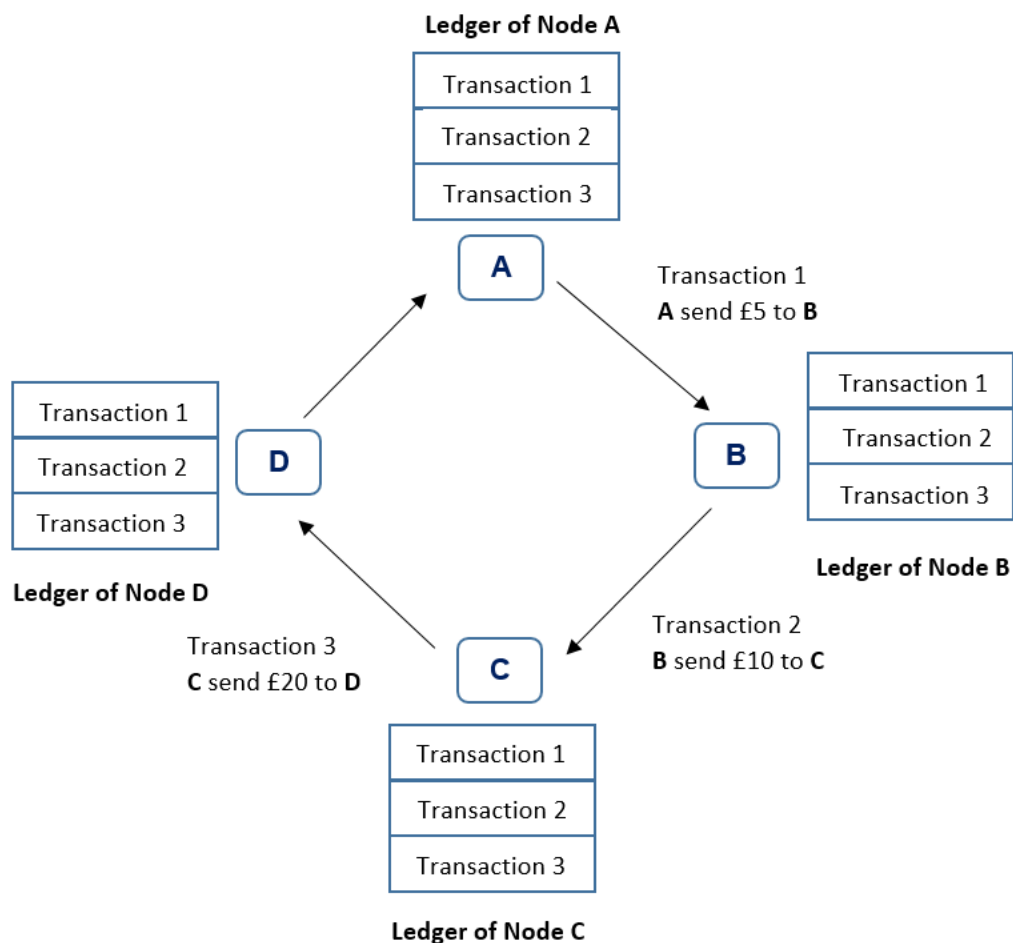 Ledger of Node A
Transaction 1
Transaction 2
Transaction 3
A
Transaction 1
A send £5 to B
Transaction 1
Transaction 2
Transaction 3
B
Ledger of Node B
Transaction 1
Transaction 2
Transaction 3
D
Ledger of Node D
Transaction 2
B send £10 to C
Transaction 3
C send £20 to D
C
Transaction 1
Transaction 2
Transaction 3
Ledger of Node C